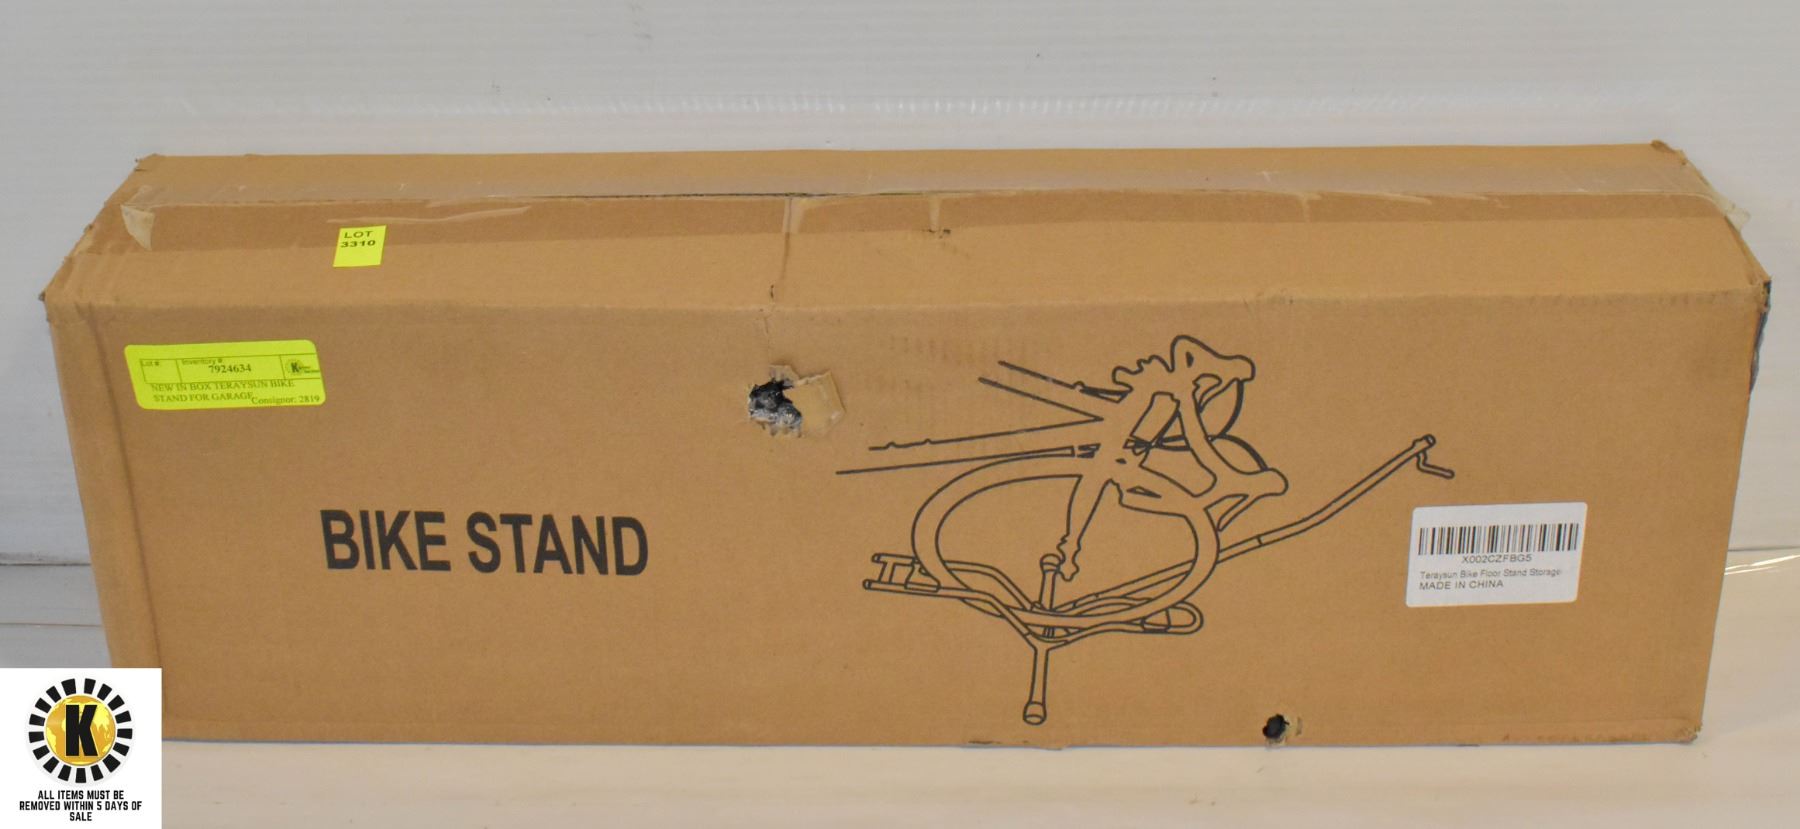 LOT
3310
Lot #:
Inventory #:
7924634
NEW IN BOX TERAYSUN BIKE
STAND FOR GARAGE
Consignor: 2819
BIKE STAND
X002CZFBG5
Teraysun Bike Floor Stand Storage
MADE IN CHINA
K
ALL ITEMS MUST BE
REMOVED WITHIN 5 DAYS OF
SALE